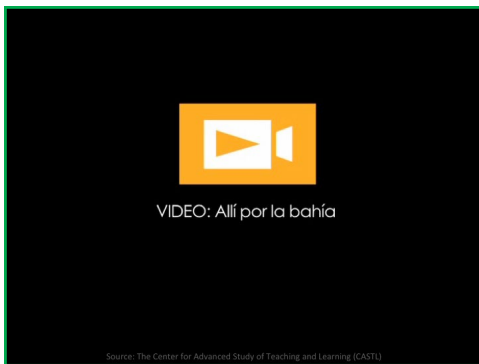 VIDEO: Allí por la bahía
Source: The Center for Advanced Study of Teaching and Learning (CASTL)